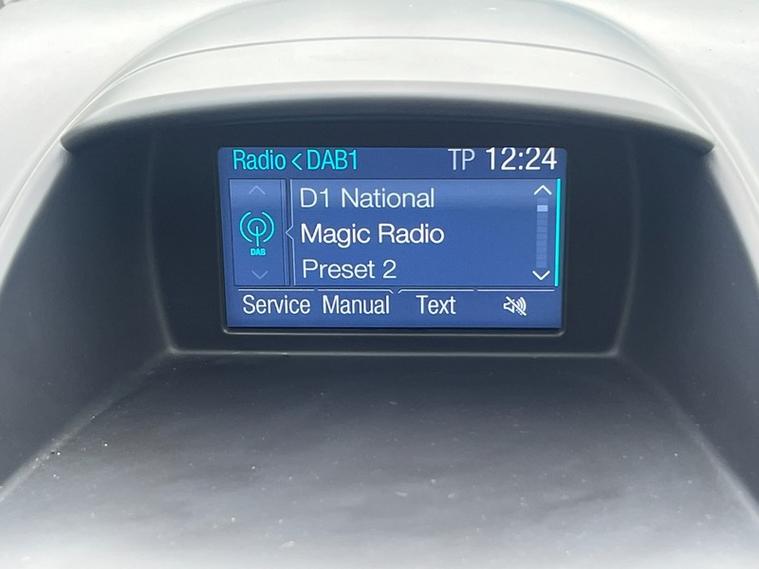 Radio < DAB1 TP 12:24
D1 National
DAB Magic Radio
Preset 2
Service Manual Text